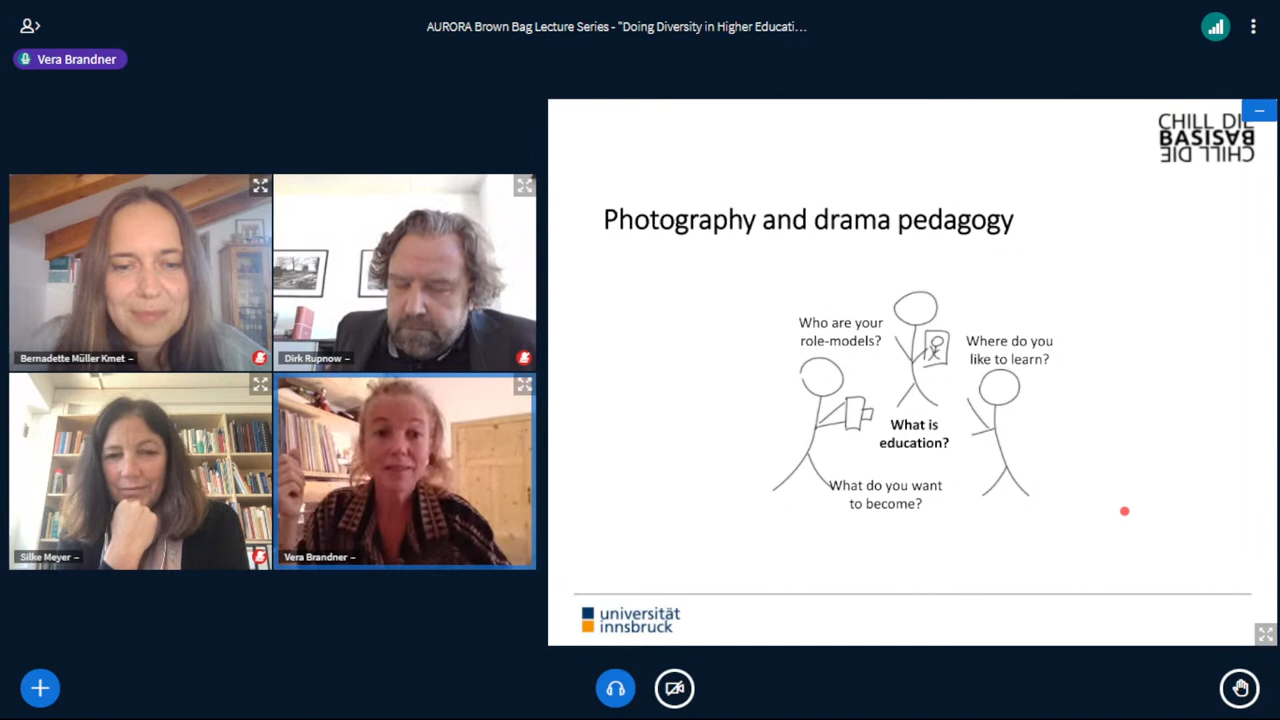 AURORA Brown Bag Lecture Series - "Doing Diversity in Higher Educati…
Vera Brandner
Bernadette Müller Kmet –
Dirk Rupnow –
Silke Meyer –
Vera Brandner –
CHILL DIE
BASISBASIS
CHILL DIE
Photography and drama pedagogy
Who are your
role-models?
Where do you
like to learn?
What is
education?
What do you want
to become?
universität
innsbruck